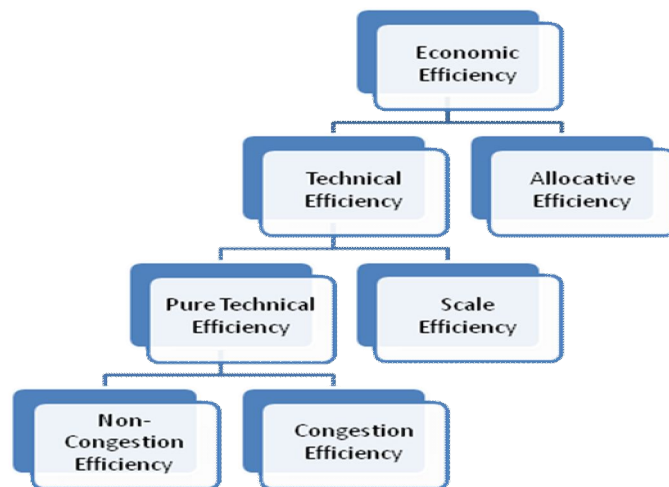 Economic
Efficiency
Technical
Efficiency
Allocative
Efficiency
Pure Technical
Efficiency
Scale
Efficiency
Non-
Congestion
Efficiency
Congestion
Efficiency